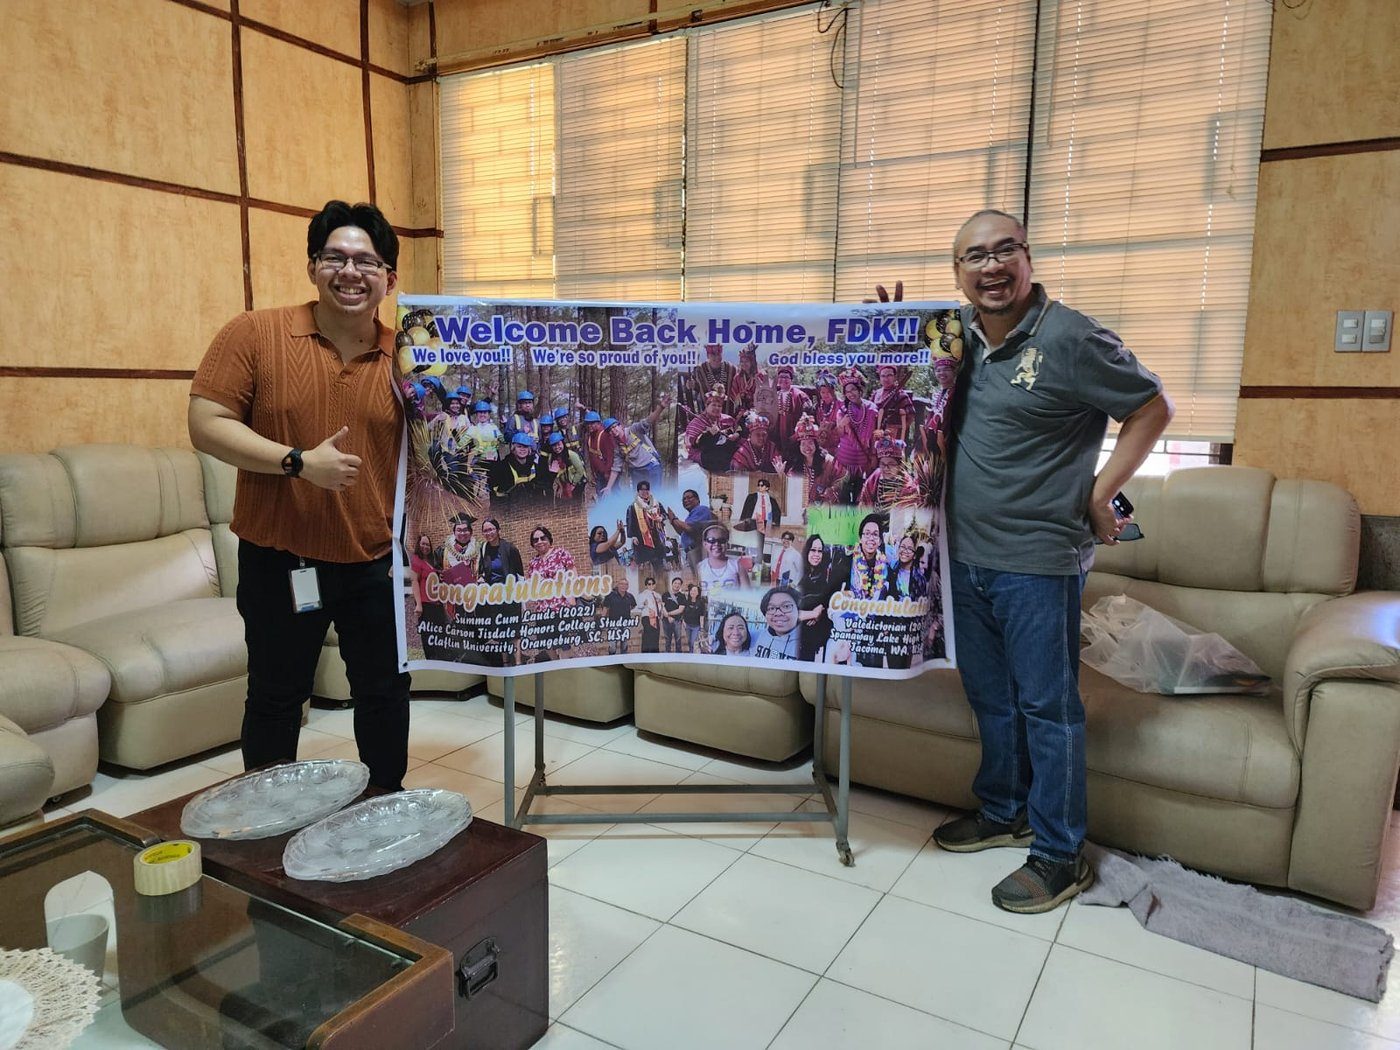 Welcome Back Home, FDK!!
We love you!! We're so proud of you!! God bless you more!!
Congratulations
Summa Cum Laude (2022)
Alice Carson Tisdale Honors College Student
Claflin University, Orangeburg, SC, USA
Congratulati
Valedictorian (20
Spanaway Lake High
Tacoma, WA,